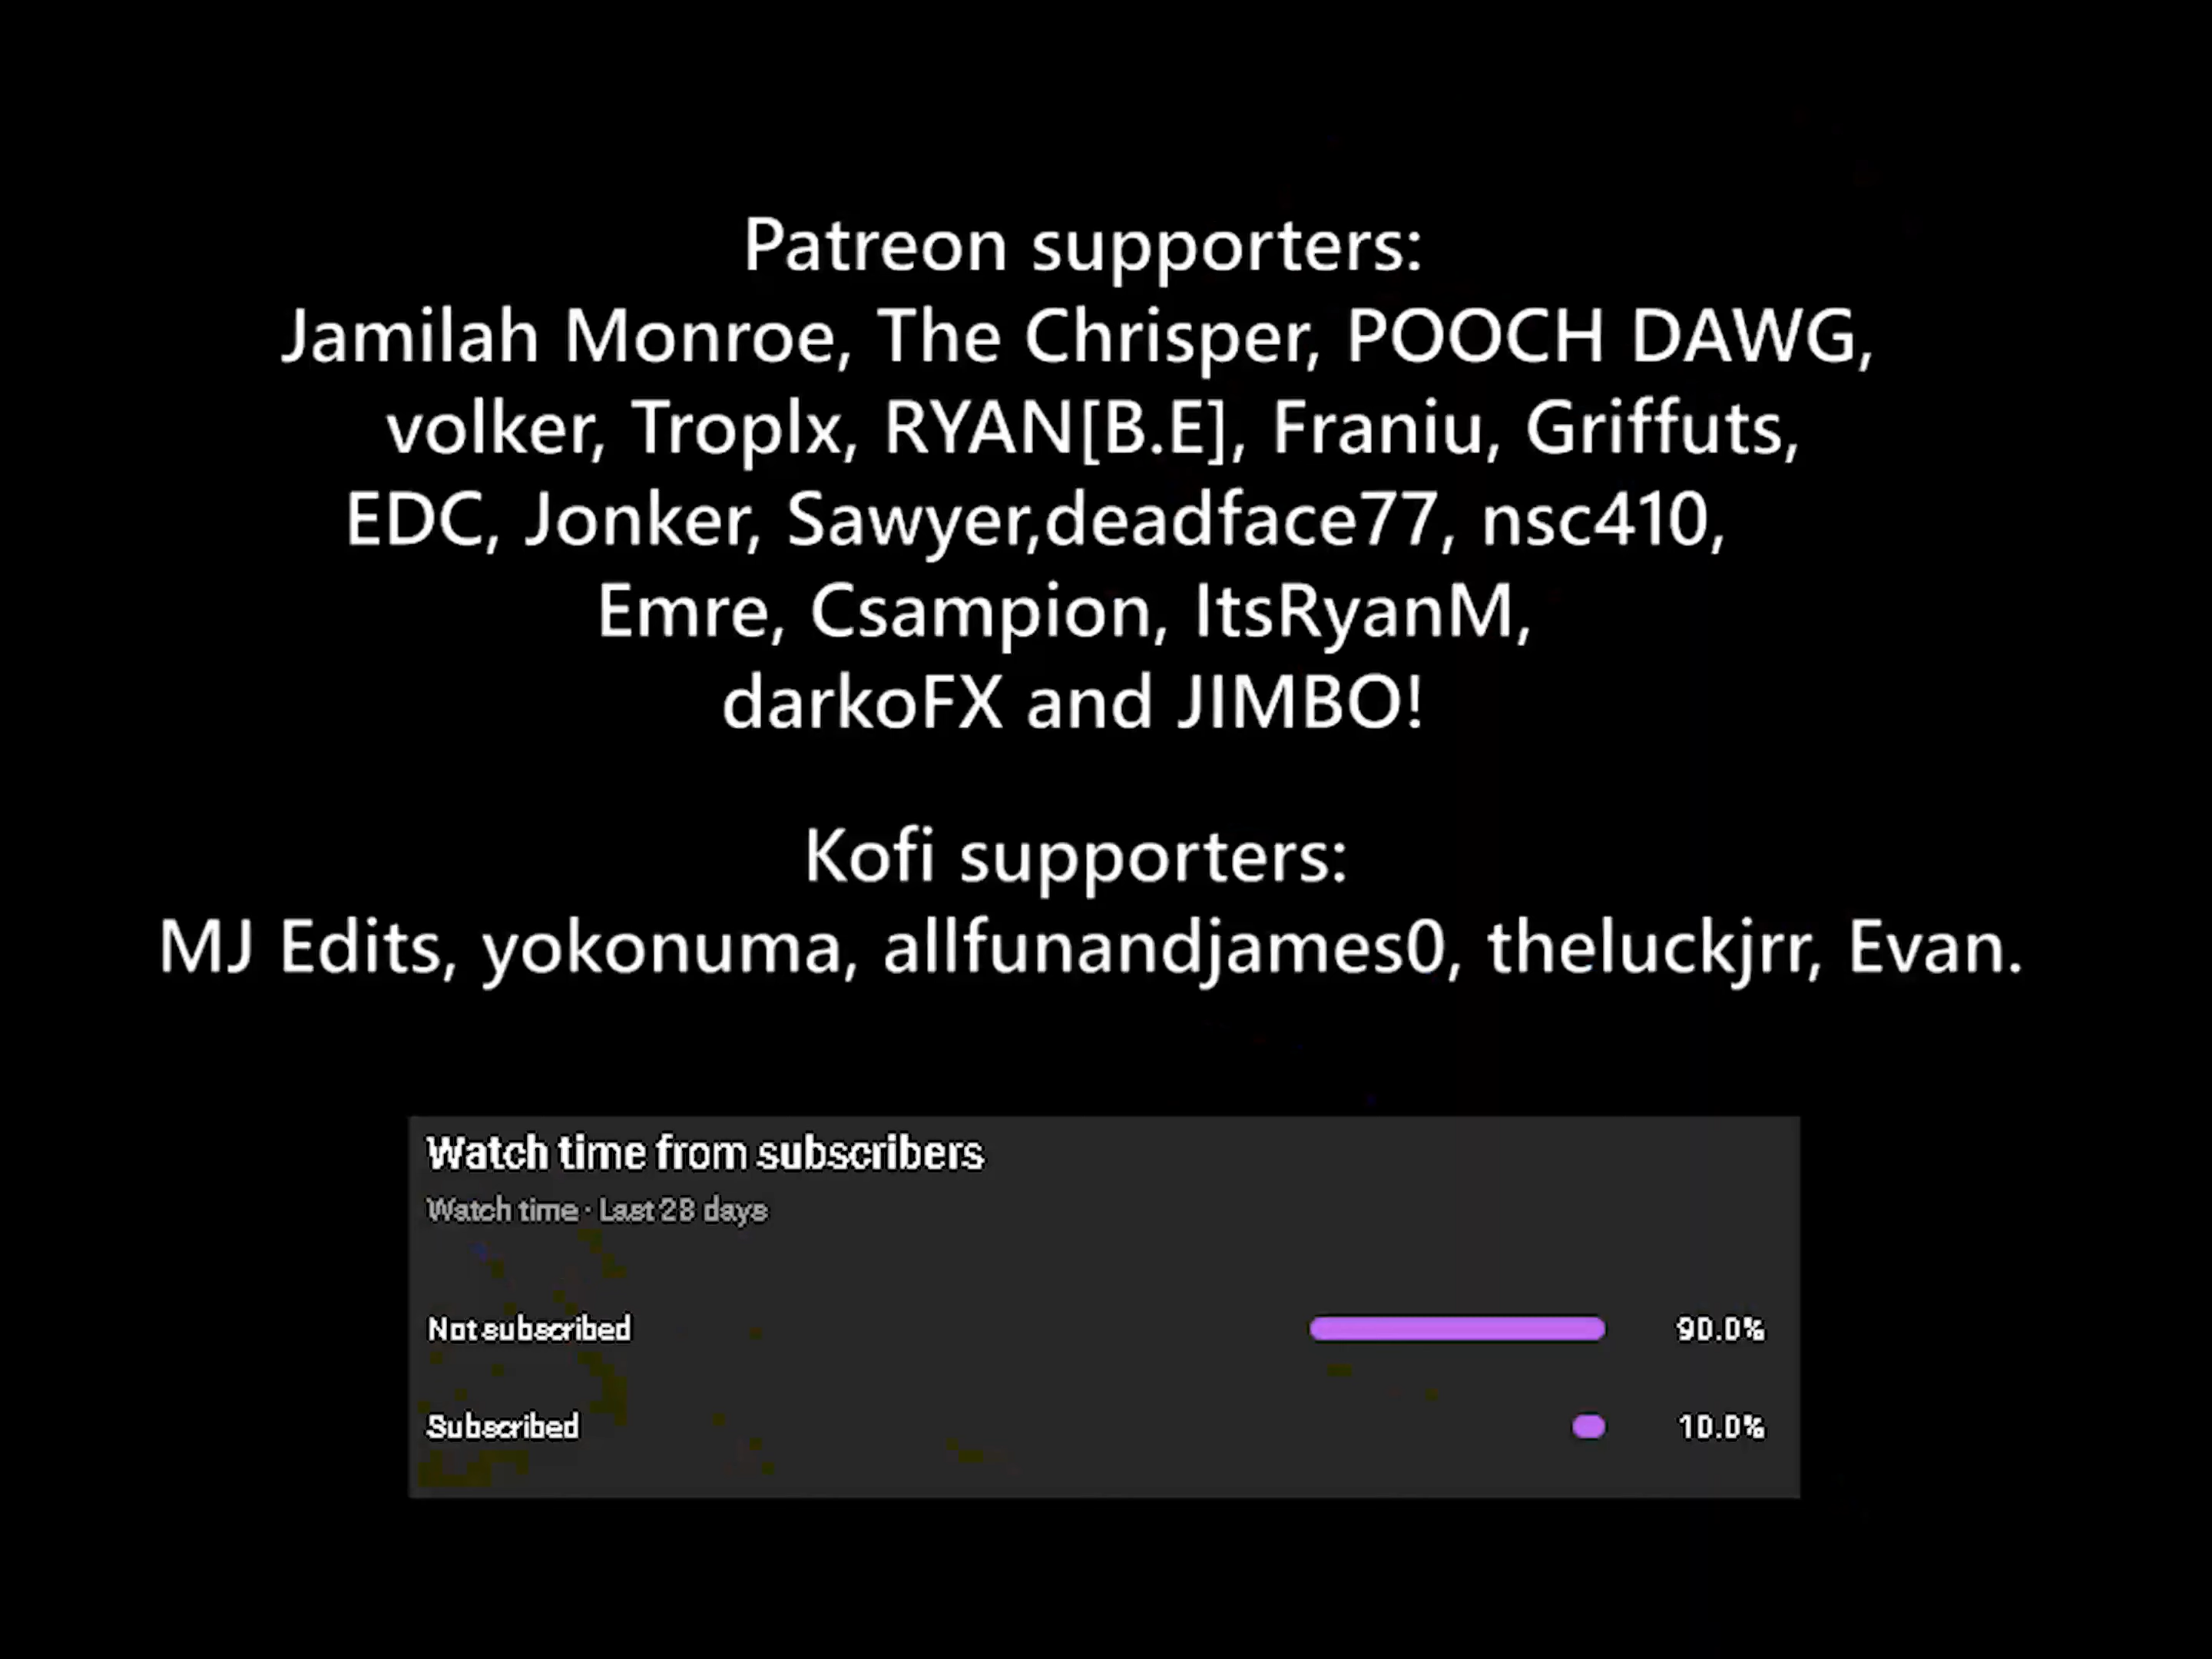 Patreon supporters:
Jamilah Monroe, The Chrisper, POOCH DAWG,
volker, Troplx, RYAN[B.E], Franiu, Griffuts,
EDC, Jonker, Sawyer,deadface77, nsc410,
Emre, Csampion, ItsRyanM,
darkoFX and JIMBO!
Kofi supporters:
MJ Edits, yokonuma, allfunandjames0, theluckjrr, Evan.
Watch time from subscribers
Watch time · Last 28 days
Not subscribed 90.0%
Subscribed 10.0%